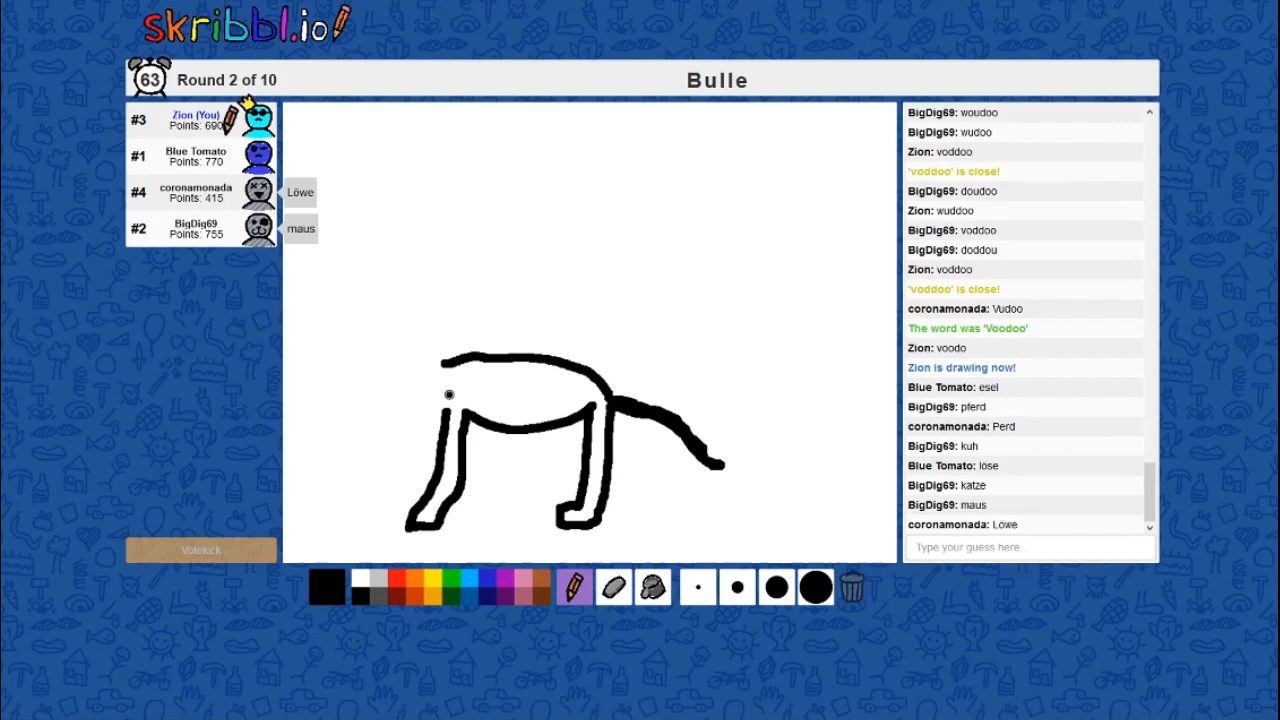 skribbl.io
63
Round 2 of 10
Bulle
#3
Zion (You)
Points: 690
#1
Blue Tomato
Points: 770
#4
coronamonada
Points: 415
Löwe
#2
BigDig69
Points: 755
maus
Votekick
BigDig69: woudoo
BigDig69: wudoo
Zion: voddoo
'voddoo' is close!
BigDig69: doudoo
Zion: wuddoo
BigDig69: voddoo
BigDig69: doddou
Zion: voddoo
'voddoo' is close!
coronamonada: Vudoo
The word was 'Voodoo'
Zion: voodo
Zion is drawing now!
Blue Tomato: esel
BigDig69: pferd
coronamonada: Perd
BigDig69: kuh
Blue Tomato: löse
BigDig69: katze
BigDig69: maus
coronamonada: Löwe
Type your guess here...